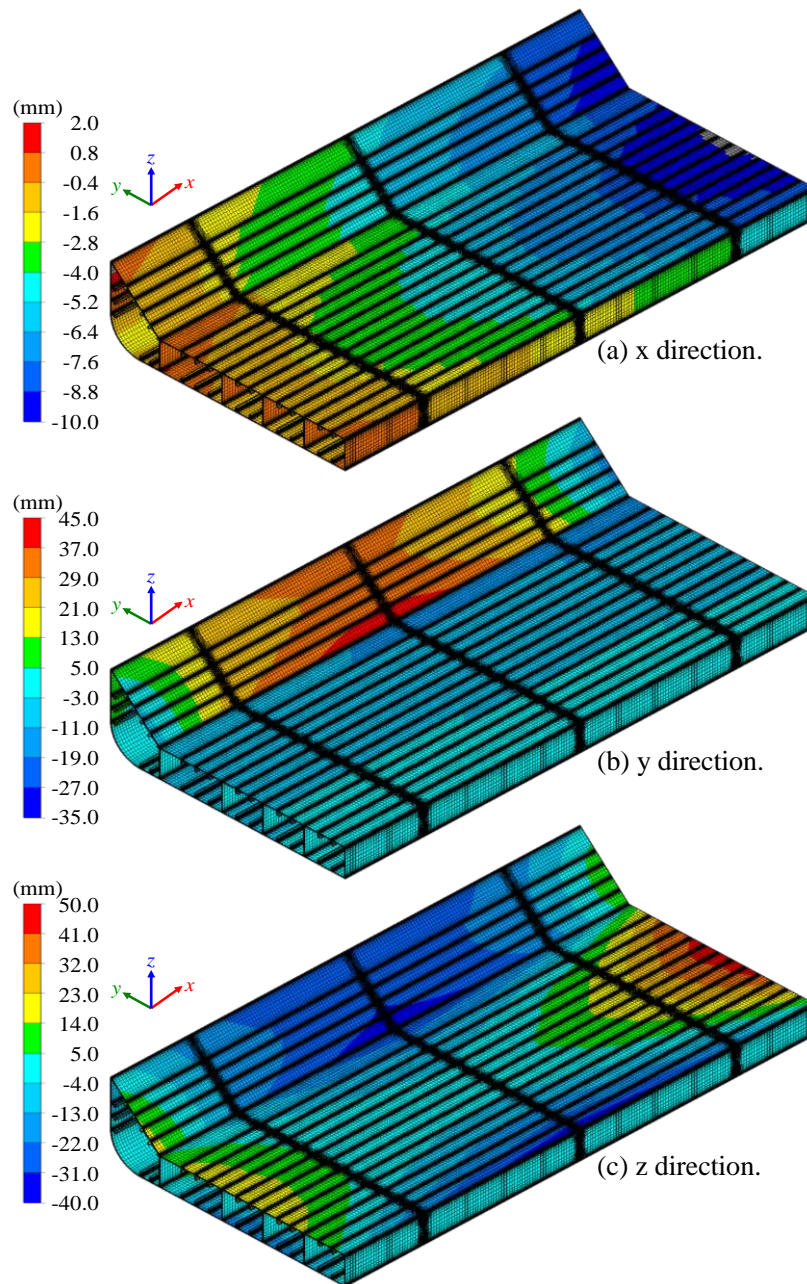 (mm)
2.0
0.8
-0.4
-1.6
-2.8
-4.0
-5.2
-6.4
-7.6
-8.8
-10.0
z
y
x
(a) x direction.
(mm)
45.0
37.0
29.0
21.0
13.0
5.0
-3.0
-11.0
-19.0
-27.0
-35.0
z
y
x
(b) y direction.
(mm)
50.0
41.0
32.0
23.0
14.0
5.0
-4.0
-13.0
-22.0
-31.0
-40.0
z
y
x
(c) z direction.